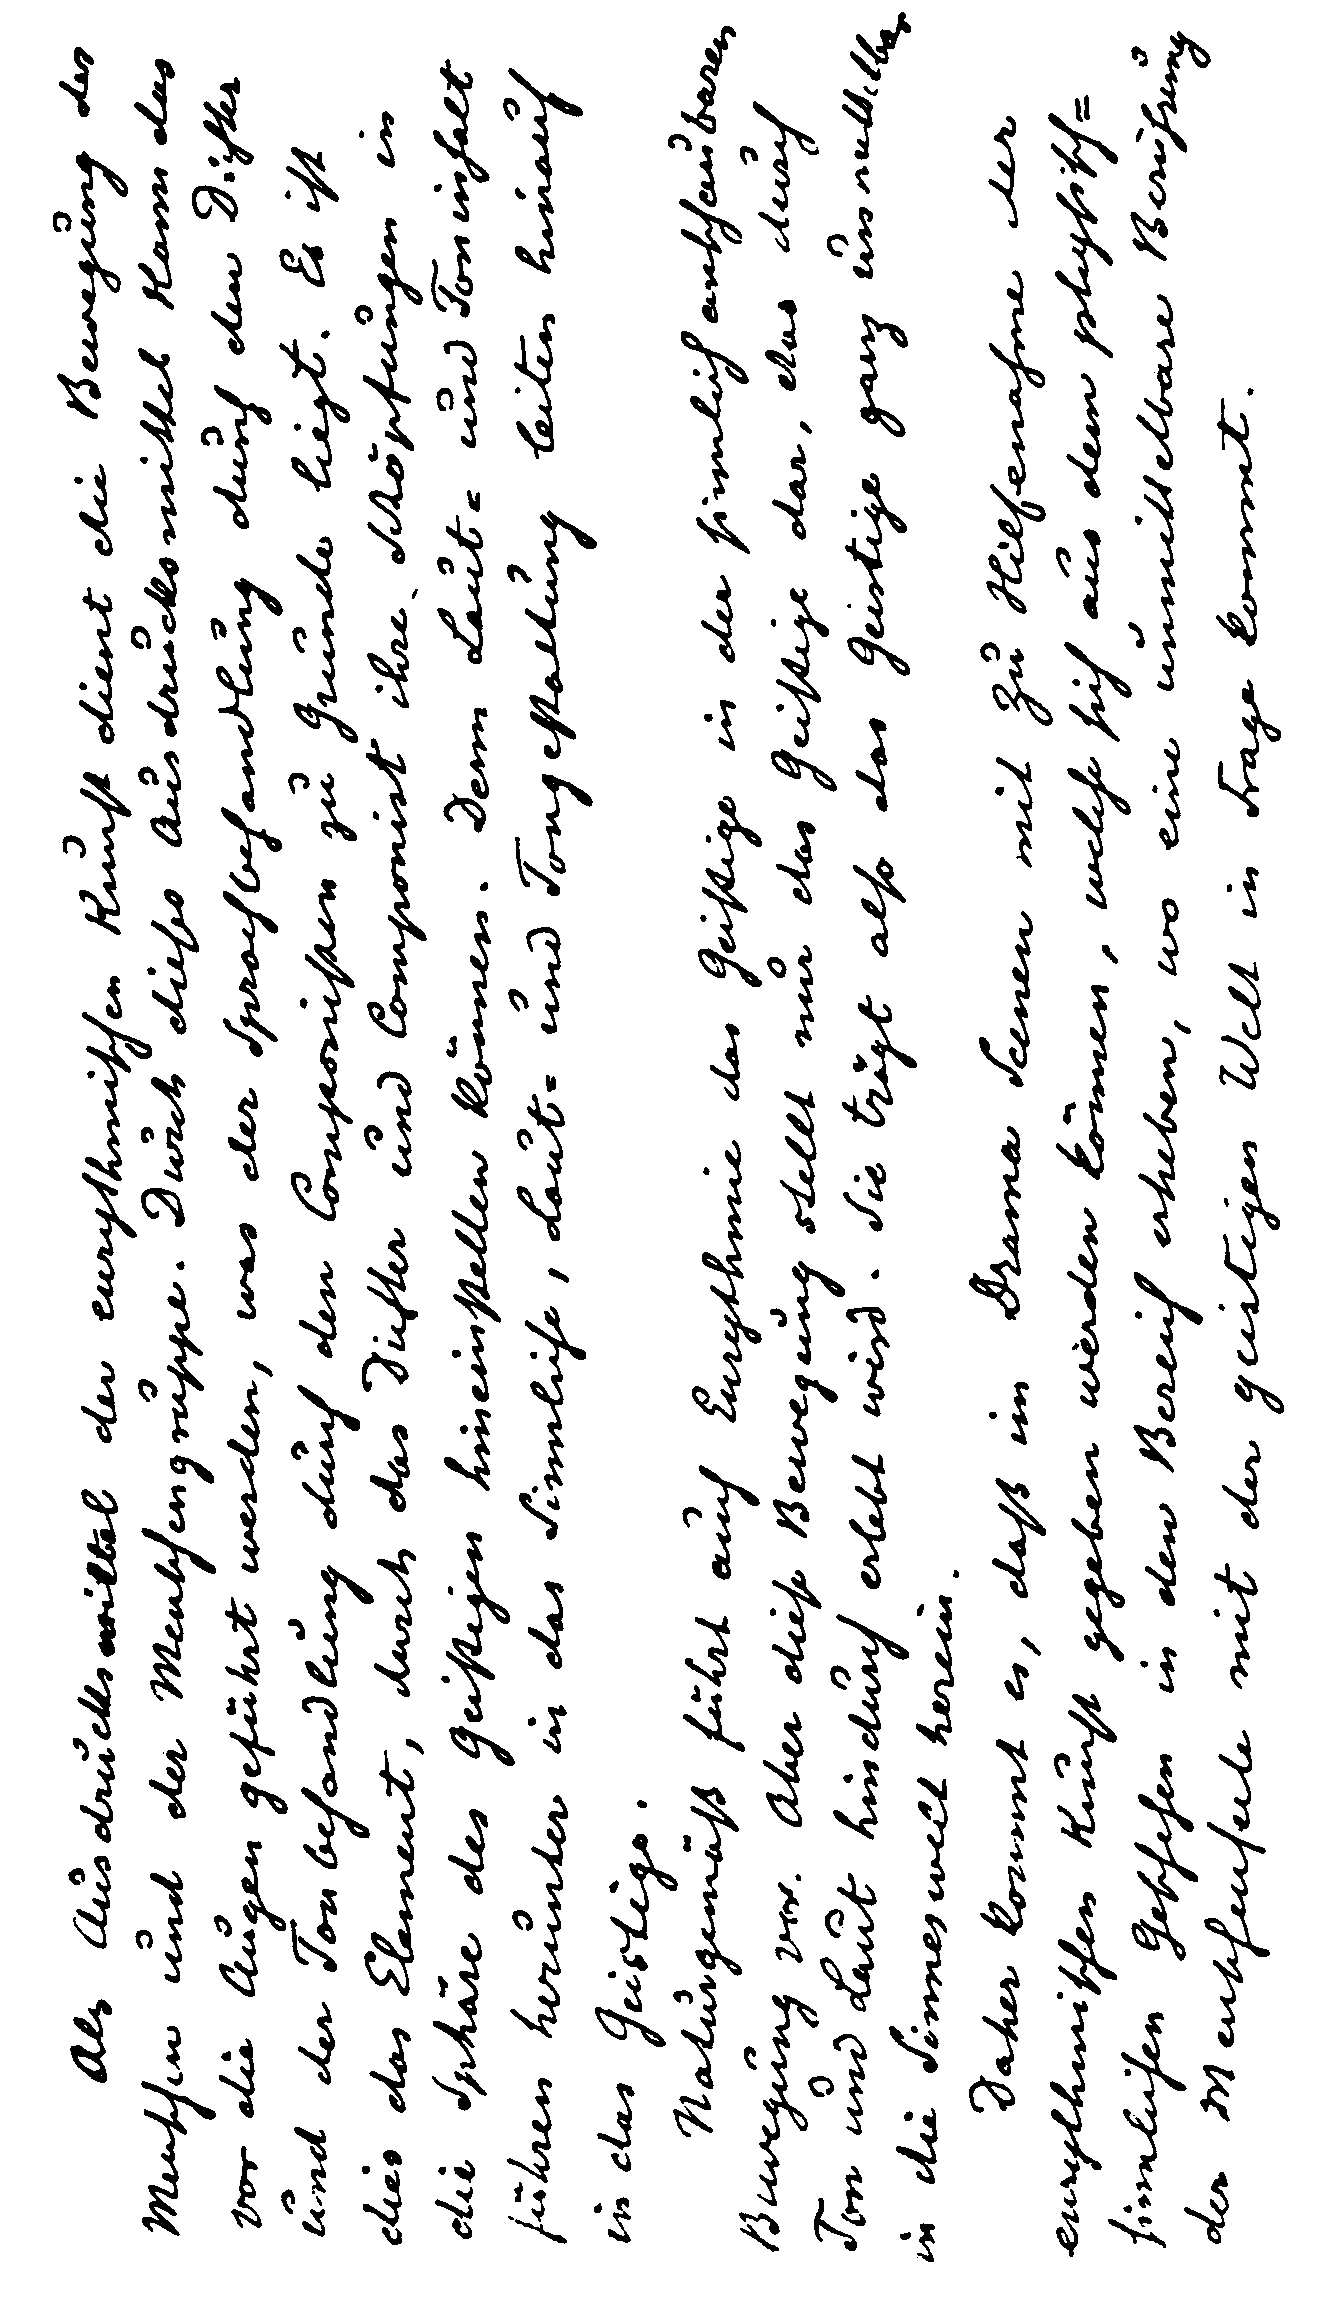 Als Ausdrucksmittel der eurythmischen Kunst dient die Bewegung des
Menschen und der Menschengruppe. Durch dieses Ausdrucksmittel kann das
vor die Augen geführt werden, was der Sprachbehandlung durch den Dichter
und der Tonbehandlung durch den Componisten zu Grunde liegt. Es ist
dies das Element, durch das Dichter und Componist ihre Schöpfungen in
die Sphäre des Geistigen hineinstellen können. Denn Laut= und Toninhalt
führen herunter in das Sinnliche, Laut= und Tongestaltung leiten hinauf
in das Geistige.
Naturgemäß führt auch Eurythmie das Geistige in der sinnlich anschaubaren
Bewegung vor. Aber diese Bewegung stellt nur das Geistige dar, das durch
Ton und Laut hindurch erlebt wird. Sie trägt also das Geistige ganz unmittelbar
in die Sinneswelt herein.
Daher kommt es, daß im Drama Scenen mit zu Hilfenahme der
eurythmischen Kunst gegeben werden können, welche sich aus dem physisch=
sinnlichen Geschehen in den Bereich erheben, wo eine unmittelbare Berührung
der Menschenseele mit der geistigen Welt in Frage kommt.